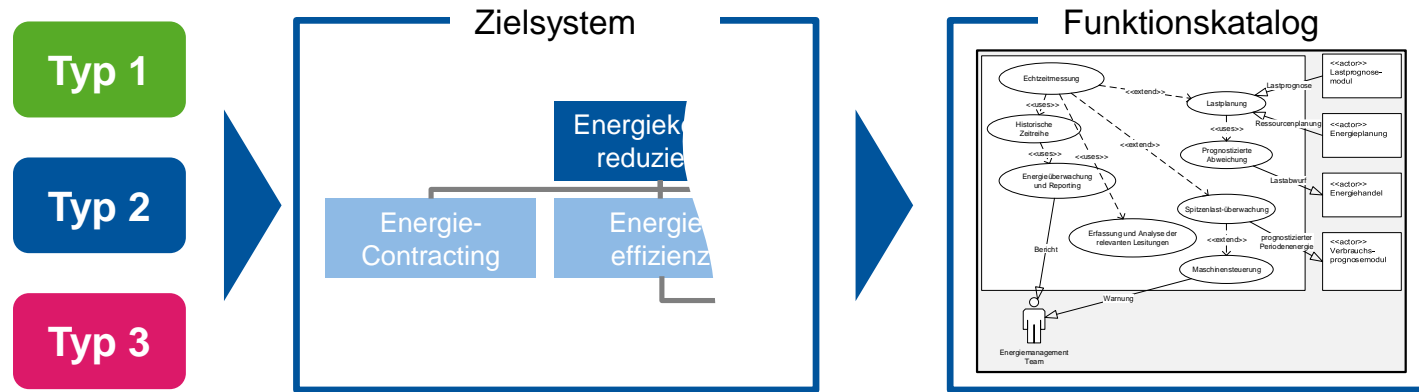 Typ 1
Typ 2
Typ 3
Zielsystem
reduzie
Energie-
Contracting
Energie
effizienz
Funktionskatalog
Echtzeitmessung
<<uses>>
<<extend>>
Historische
Zeitreihe
<<uses>>
<<uses>>
<<extend>>
Energieüberwachung
und Reporting
Erfassung und Analyse der
relevanten Lesitungen
Bericht
Lastplanung
<<uses>>
Prognostizierte
Abweichung
Spitzenlast-überwachung
<<extend>>
Maschinensteuerung
Warnung
Energiemanagement
Team
Lastprognose
Ressourcenplanung
Lastabwurf
prognostizierter
Periodenenergie
<<actor>>
Lastprognose-
modul
<<actor>>
Energieplanung
<<actor>>
Energiehandel
<<actor>>
Verbrauchs-
prognosemodul